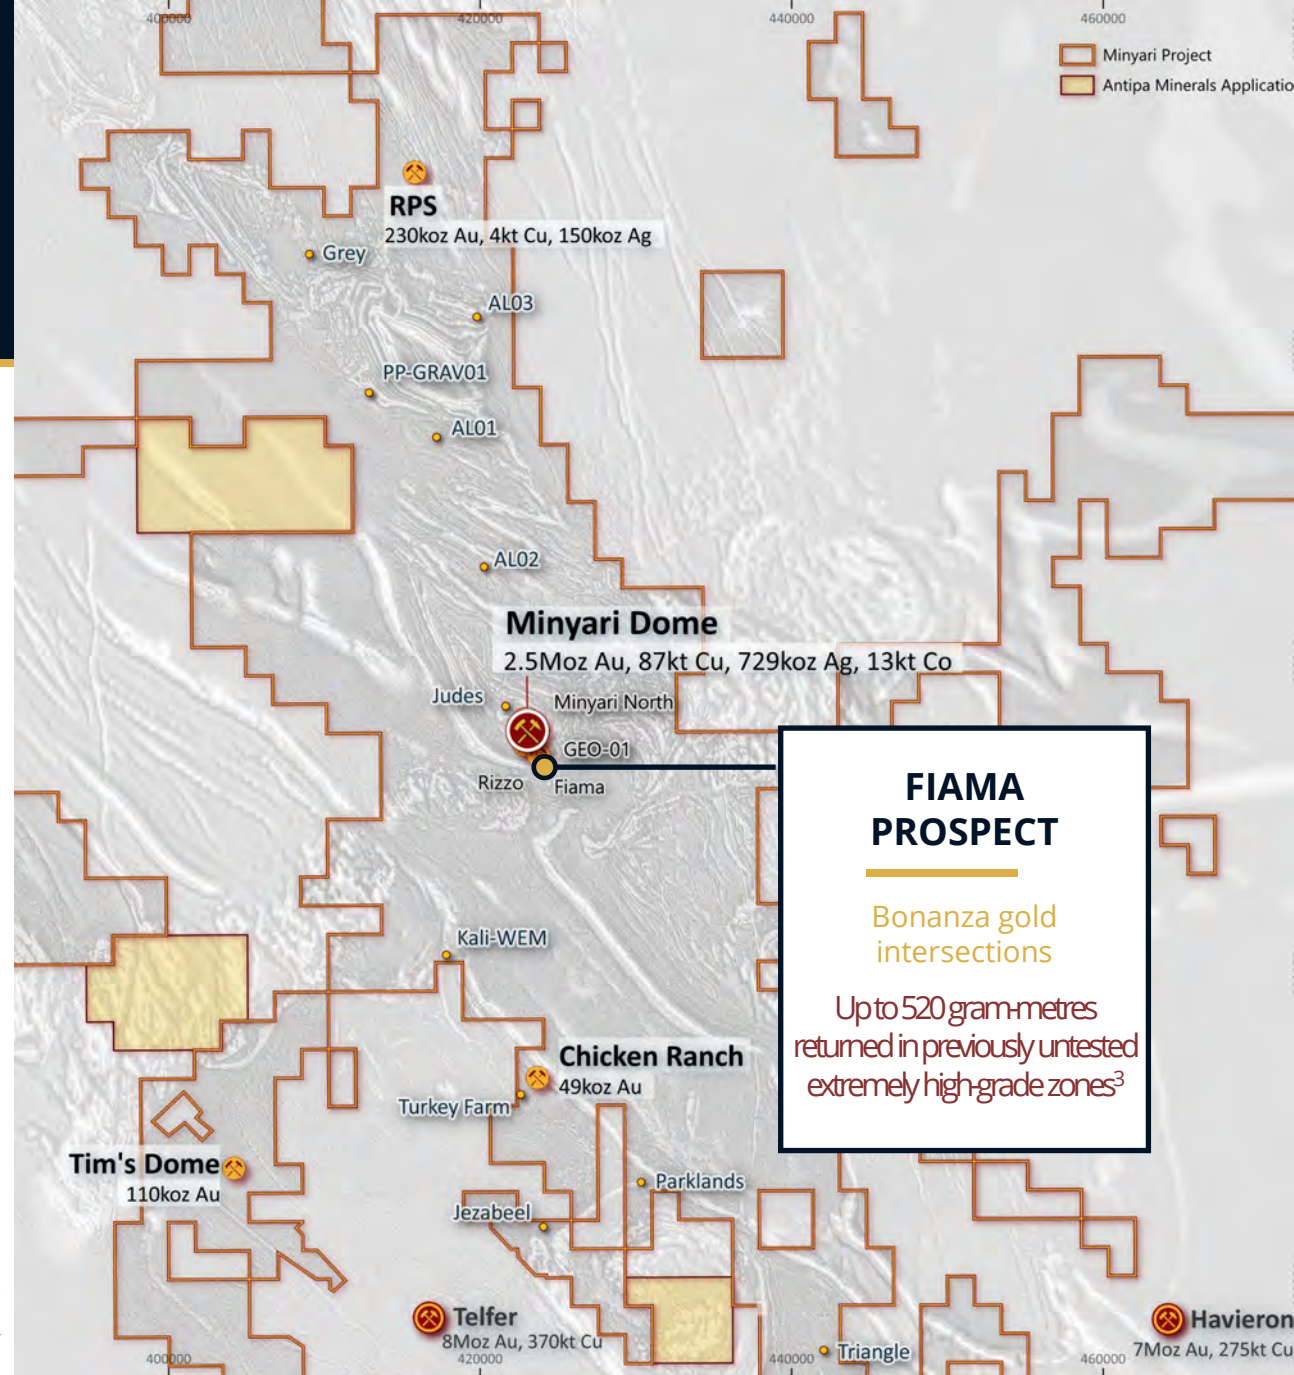 400000
420000
440000
460000
Minyari Project
Antipa Minerals Applicatio
RPS
230koz Au, 4kt Cu, 150koz Ag
Grey
AL03
PP-GRAV01
AL01
AL02
Minyari Dome
2.5Moz Au, 87kt Cu, 729koz Ag, 13kt Co
Judes
Minyari North
GEO-01
Rizzo
Fiama
FIAMA
PROSPECT
Bonanza gold
intersections
Up to 520 gram-metres
returned in previously untested
extremely high-grade zones³
Kali-WEM
Chicken Ranch
49koz Au
Turkey Farm
Tim's Dome
110koz Au
Parklands
Jezabeel
Telfer
8Moz Au, 370kt Cu
Havieron
7Moz Au, 275kt Cu
Triangle
400000
420000
440000
460000